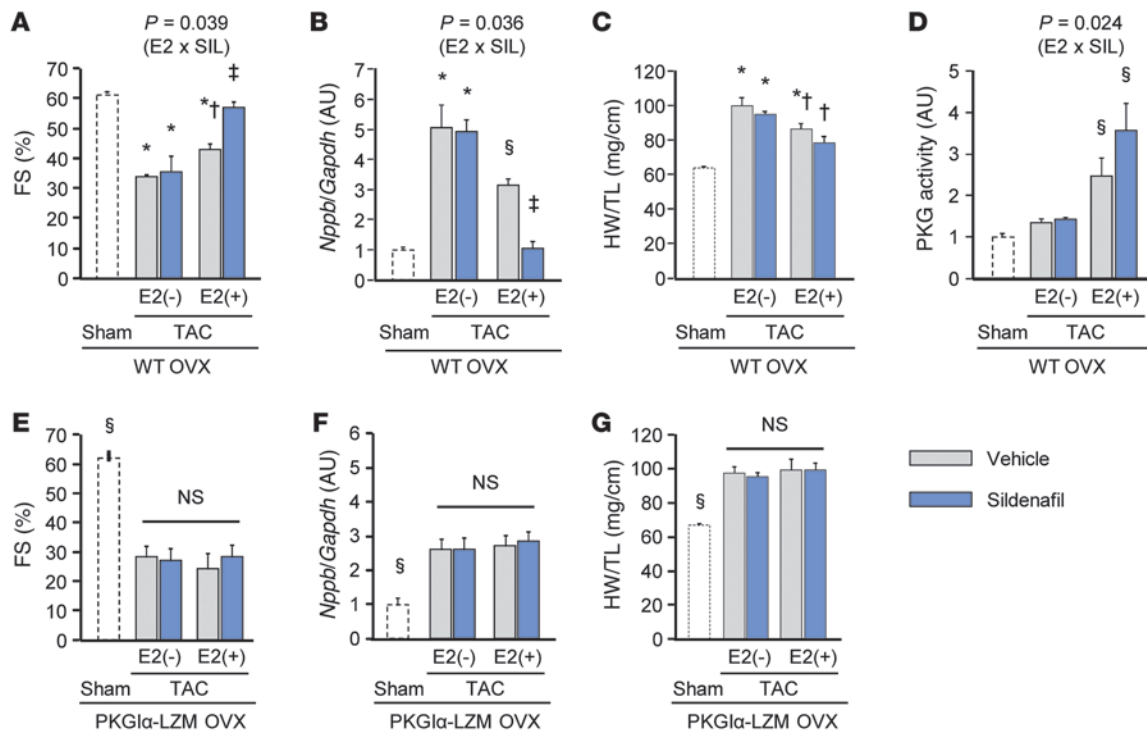 A
P = 0.039
(E2 x SIL)
FS (%)
70
60
50
40
30
20
10
0
*
*
*†
‡
E2(-) E2(+)
Sham TAC
WT OVX
B
P = 0.036
(E2 x SIL)
Nppb/Gapdh (AU)
6
5
4
3
2
1
0
*
*
§
‡
E2(-) E2(+)
Sham TAC
WT OVX
C
HW/TL (mg/cm)
120
100
80
60
40
20
0
*
*
*†
†
E2(-) E2(+)
Sham TAC
WT OVX
D
P = 0.024
(E2 x SIL)
PKG activity (AU)
5
4
3
2
1
0
§
§
E2(-) E2(+)
Sham TAC
WT OVX
E
FS (%)
70
60
50
40
30
20
10
0
§
NS
E2(-) E2(+)
Sham TAC
PKGIα-LZM OVX
F
Nppb/Gapdh (AU)
6
5
4
3
2
1
0
§
NS
E2(-) E2(+)
Sham TAC
PKGIα-LZM OVX
G
HW/TL (mg/cm)
120
100
80
60
40
20
0
§
NS
E2(-) E2(+)
Sham TAC
PKGIα-LZM OVX
Vehicle
Sildenafil